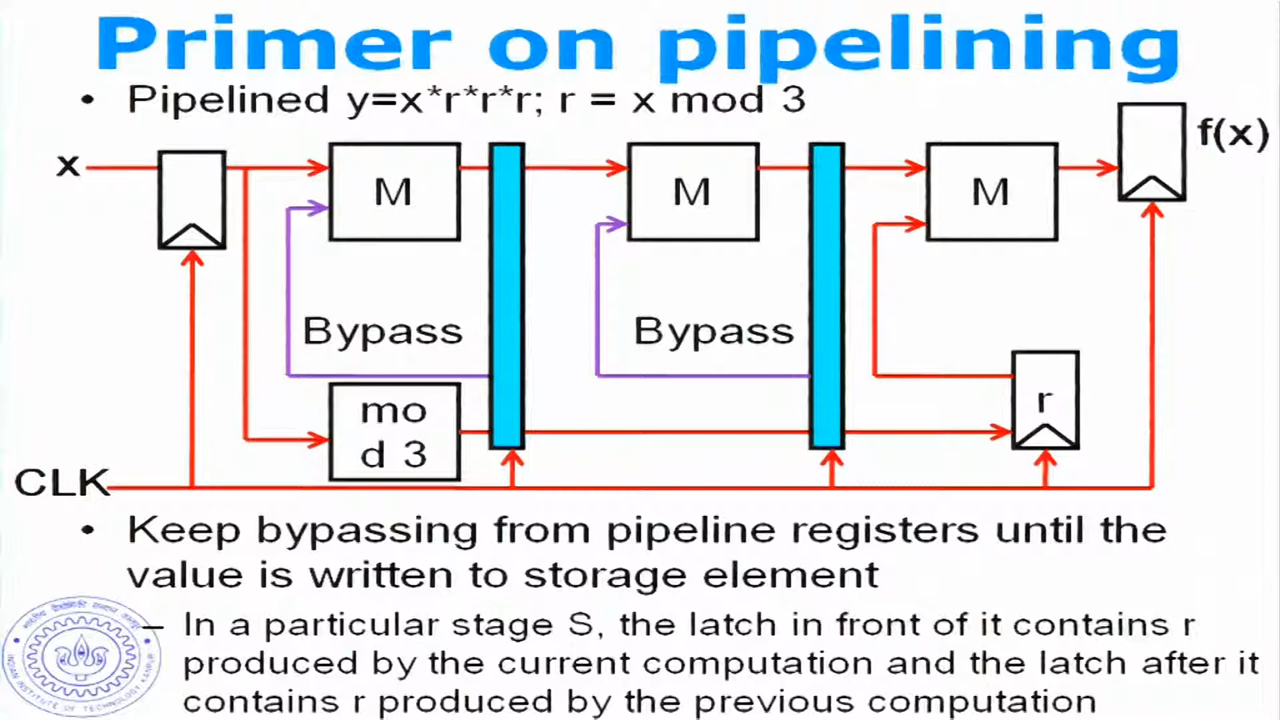 Primer on pipelining
• Pipelined y=x*r*r*r; r = x mod 3
x
M
M
M
f(x)
Bypass
Bypass
mo
d 3
r
CLK
• Keep bypassing from pipeline registers until the
value is written to storage element
– In a particular stage S, the latch in front of it contains r
produced by the current computation and the latch after it
contains r produced by the previous computation